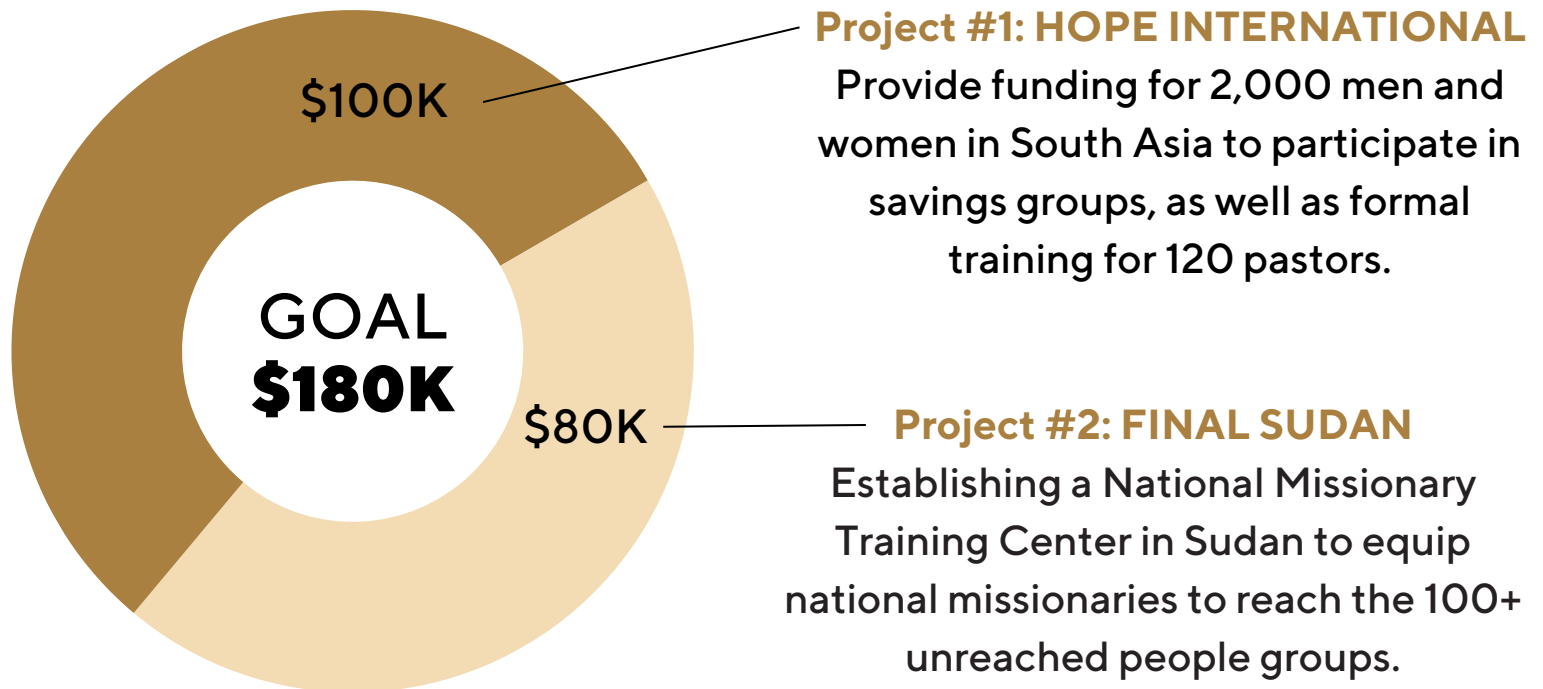 $100K
Project #1: HOPE INTERNATIONAL
Provide funding for 2,000 men and
women in South Asia to participate in
savings groups, as well as formal
training for 120 pastors.
GOAL
$180K
$80K
Project #2: FINAL SUDAN
Establishing a National Missionary
Training Center in Sudan to equip
national missionaries to reach the 100+
unreached people groups.